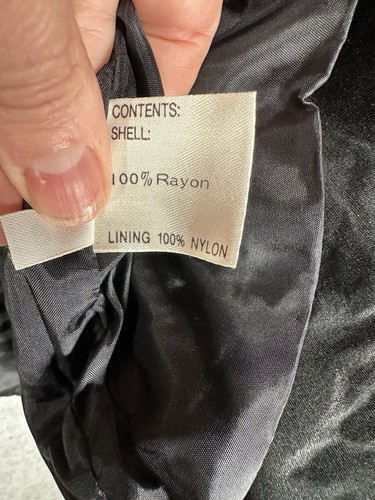 CONTENTS:
SHELL:
100% Rayon
LINING 100% NYLON